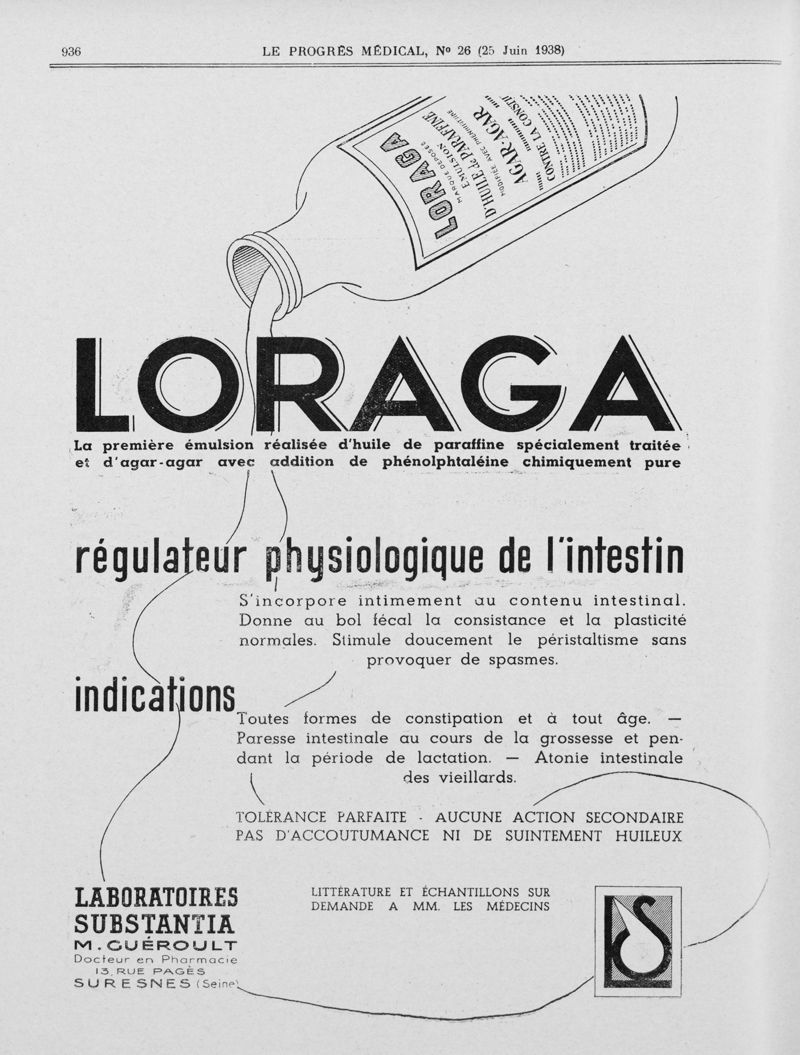 936
LE PROGRÈS MÉDICAL, Nº 26 (25 Juin 1938)
LORAGA
MARQUE DÉPOSÉE
EMULSION
D'HUILE de PARAFFINE
AGAR-AGAR
CONTRE LA CONSTI
LORAGA
La première émulsion réalisée d'huile de paraffine spécialement traitée
et d'agar-agar avec addition de phénolphtaléine chimiquement pure
régulateur physiologique de l'intestin
S'incorpore intimement au contenu intestinal.
Donne au bol fécal la consistance et la plasticité
normales. Stimule doucement le péristaltisme sans
provoquer de spasmes.
indications
Toutes formes de constipation et à tout âge. —
Paresse intestinale au cours de la grossesse et pen-
dant la période de lactation. — Atonie intestinale
des vieillards.
TOLÉRANCE PARFAITE - AUCUNE ACTION SECONDAIRE
PAS D'ACCOUTUMANCE NI DE SUINTEMENT HUILEUX
LABORATOIRES
SUBSTANTIA
M. GUÉROULT
Docteur en Pharmacie
13, RUE PAGÈS
SURESNES (Seine)
LITTÉRATURE ET ÉCHANTILLONS SUR
DEMANDE A MM. LES MÉDECINS
LS